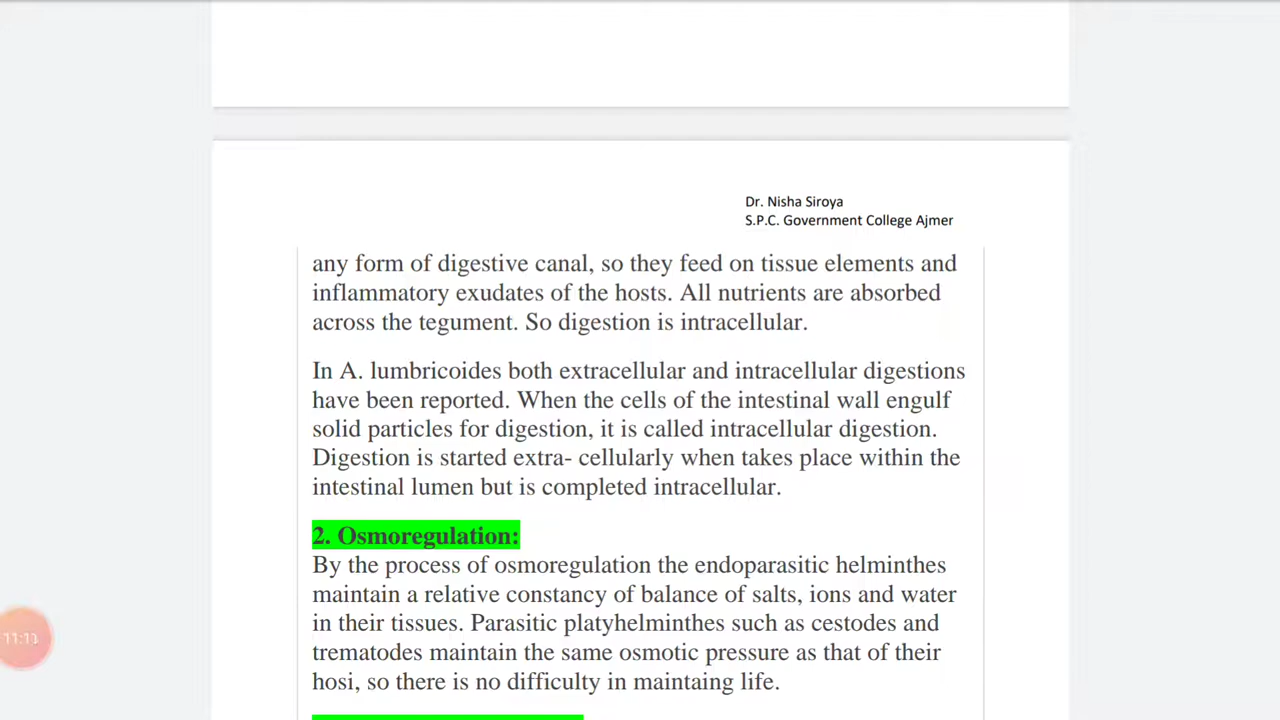 Dr. Nisha Siroya
S.P.C. Government College Ajmer
any form of digestive canal, so they feed on tissue elements and
inflammatory exudates of the hosts. All nutrients are absorbed
across the tegument. So digestion is intracellular.
In A. lumbricoides both extracellular and intracellular digestions
have been reported. When the cells of the intestinal wall engulf
solid particles for digestion, it is called intracellular digestion.
Digestion is started extra- cellularly when takes place within the
intestinal lumen but is completed intracellular.
2. Osmoregulation:
By the process of osmoregulation the endoparasitic helminthes
maintain a relative constancy of balance of salts, ions and water
in their tissues. Parasitic platyhelminthes such as cestodes and
trematodes maintain the same osmotic pressure as that of their
hosi, so there is no difficulty in maintaing life.
11:13